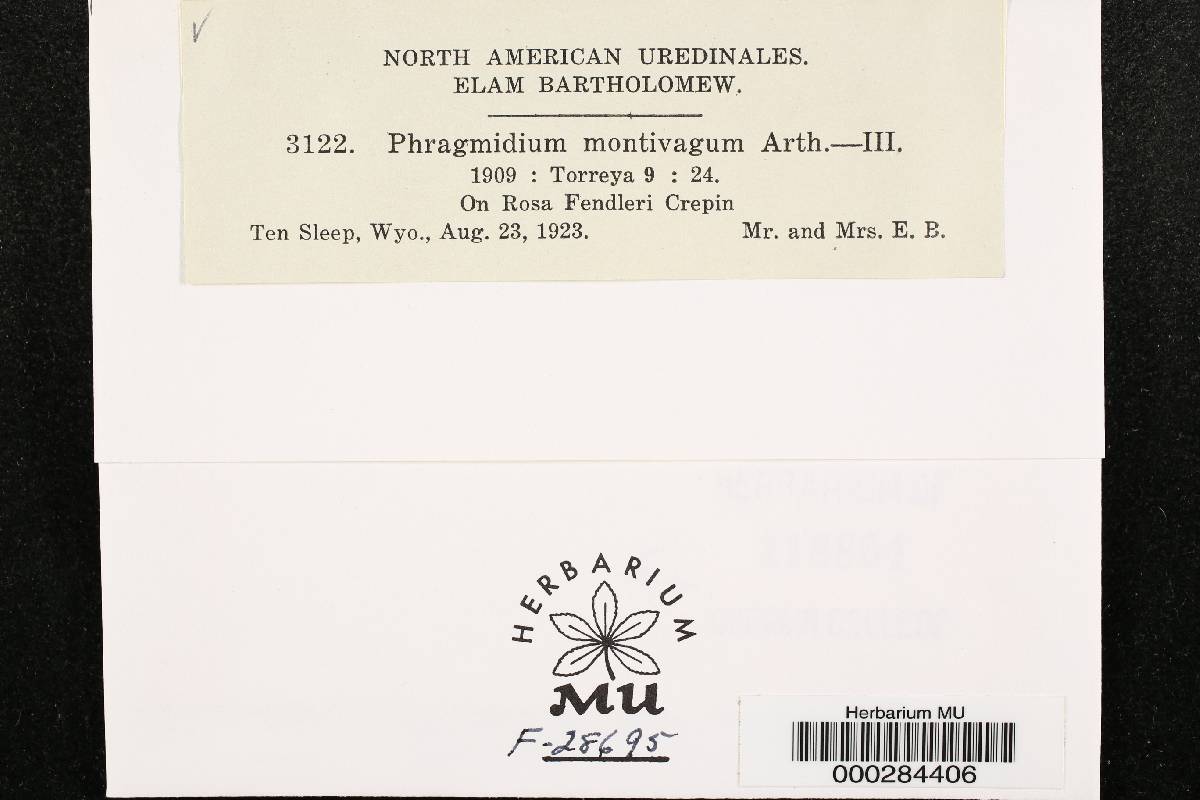 NORTH AMERICAN UREDINALES.
ELAM BARTHOLOMEW.
3122. Phragmidium montivagum Arth.—III.
1909 : Torreya 9 : 24.
On Rosa Fendleri Crepin
Ten Sleep, Wyo., Aug. 23, 1923. Mr. and Mrs. E. B.
HERBARIUM
MU
F-28695
Herbarium MU
000284406